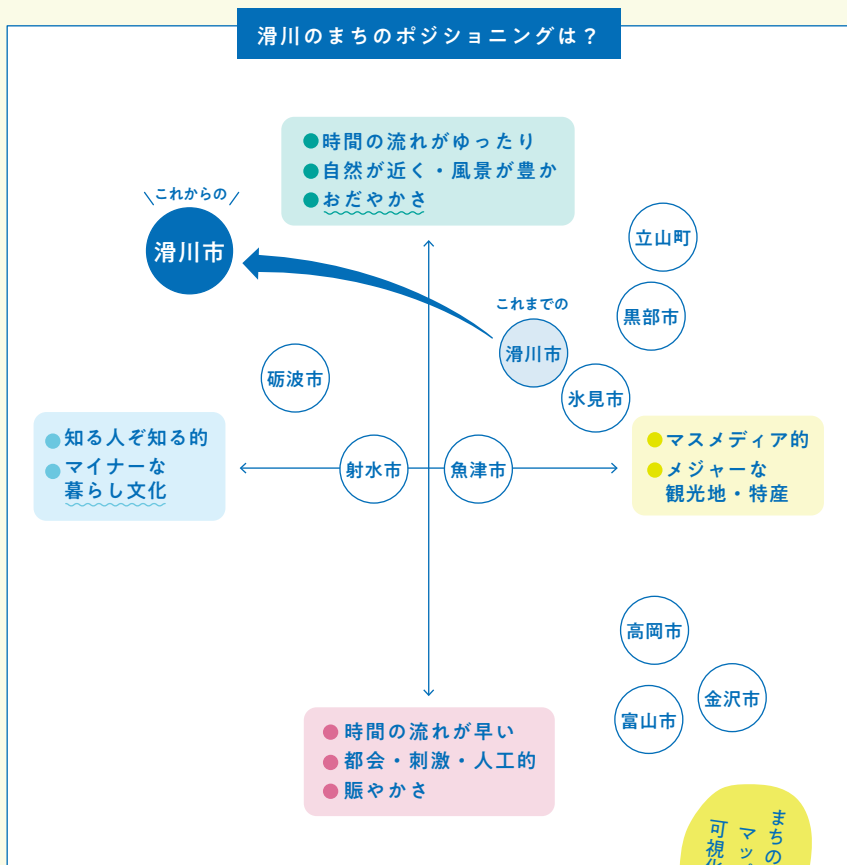 滑川のまちのポジショニングは？
●時間の流れがゆったり
●自然が近く・風景が豊か
●おだやかさ
これからの
滑川市
立山町
黒部市
これまでの
滑川市
砺波市
氷見市
●知る人ぞ知る的
●マイナーな
暮らし文化
射水市
魚津市
●マスメディア的
●メジャーな
観光地・特産
高岡市
金沢市
富山市
●時間の流れが早い
●都会・刺激・人工的
●賑やかさ
まちの
マッ
可視